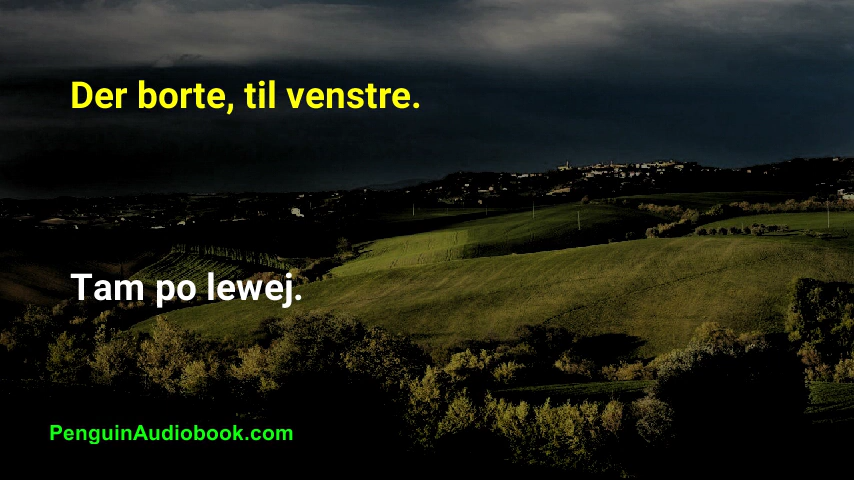 Der borte, til venstre.
Tam po lewej.
PenguinAudiobook.com